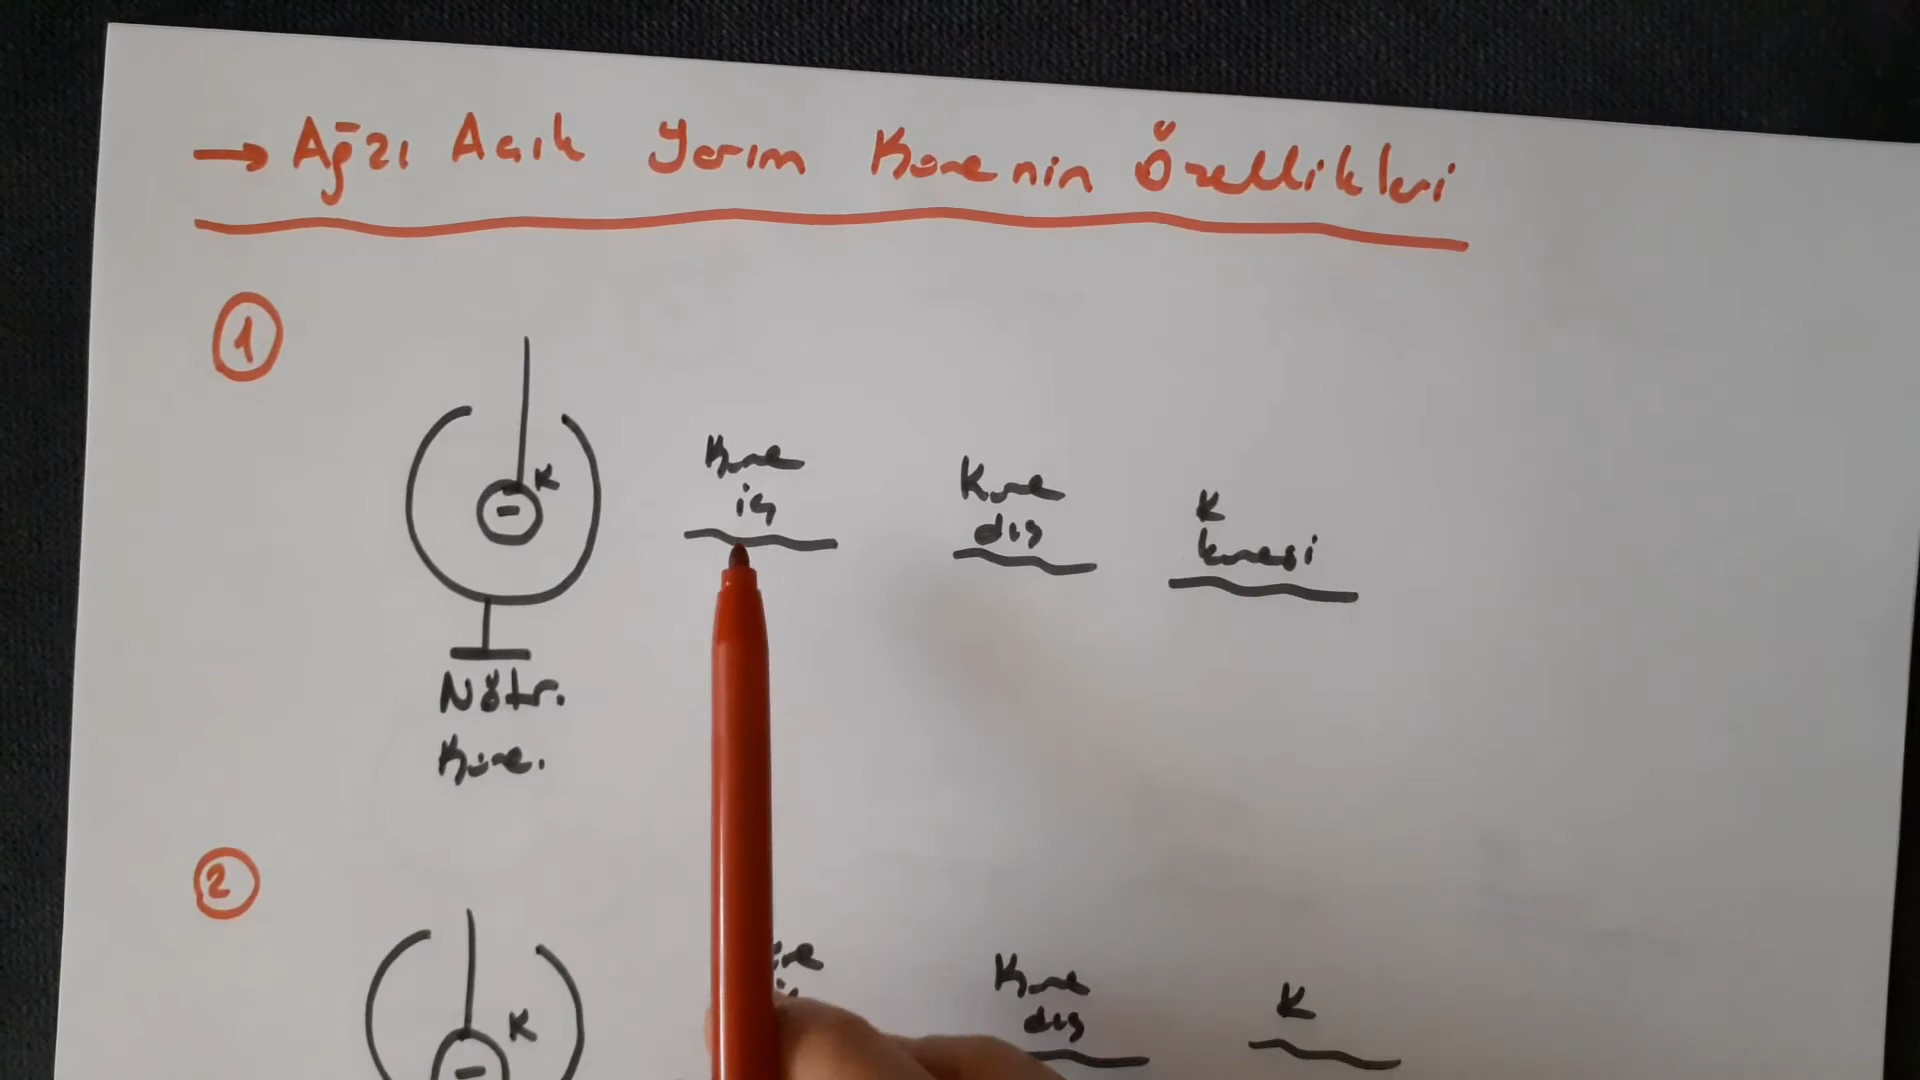 → Ağzı Açık Yarım Kürenin Özellikleri
1
K
-
Küre
iç
Küre
dış
K
küresi
Nötr.
Küre.
2
K
-
Küre
dış
K